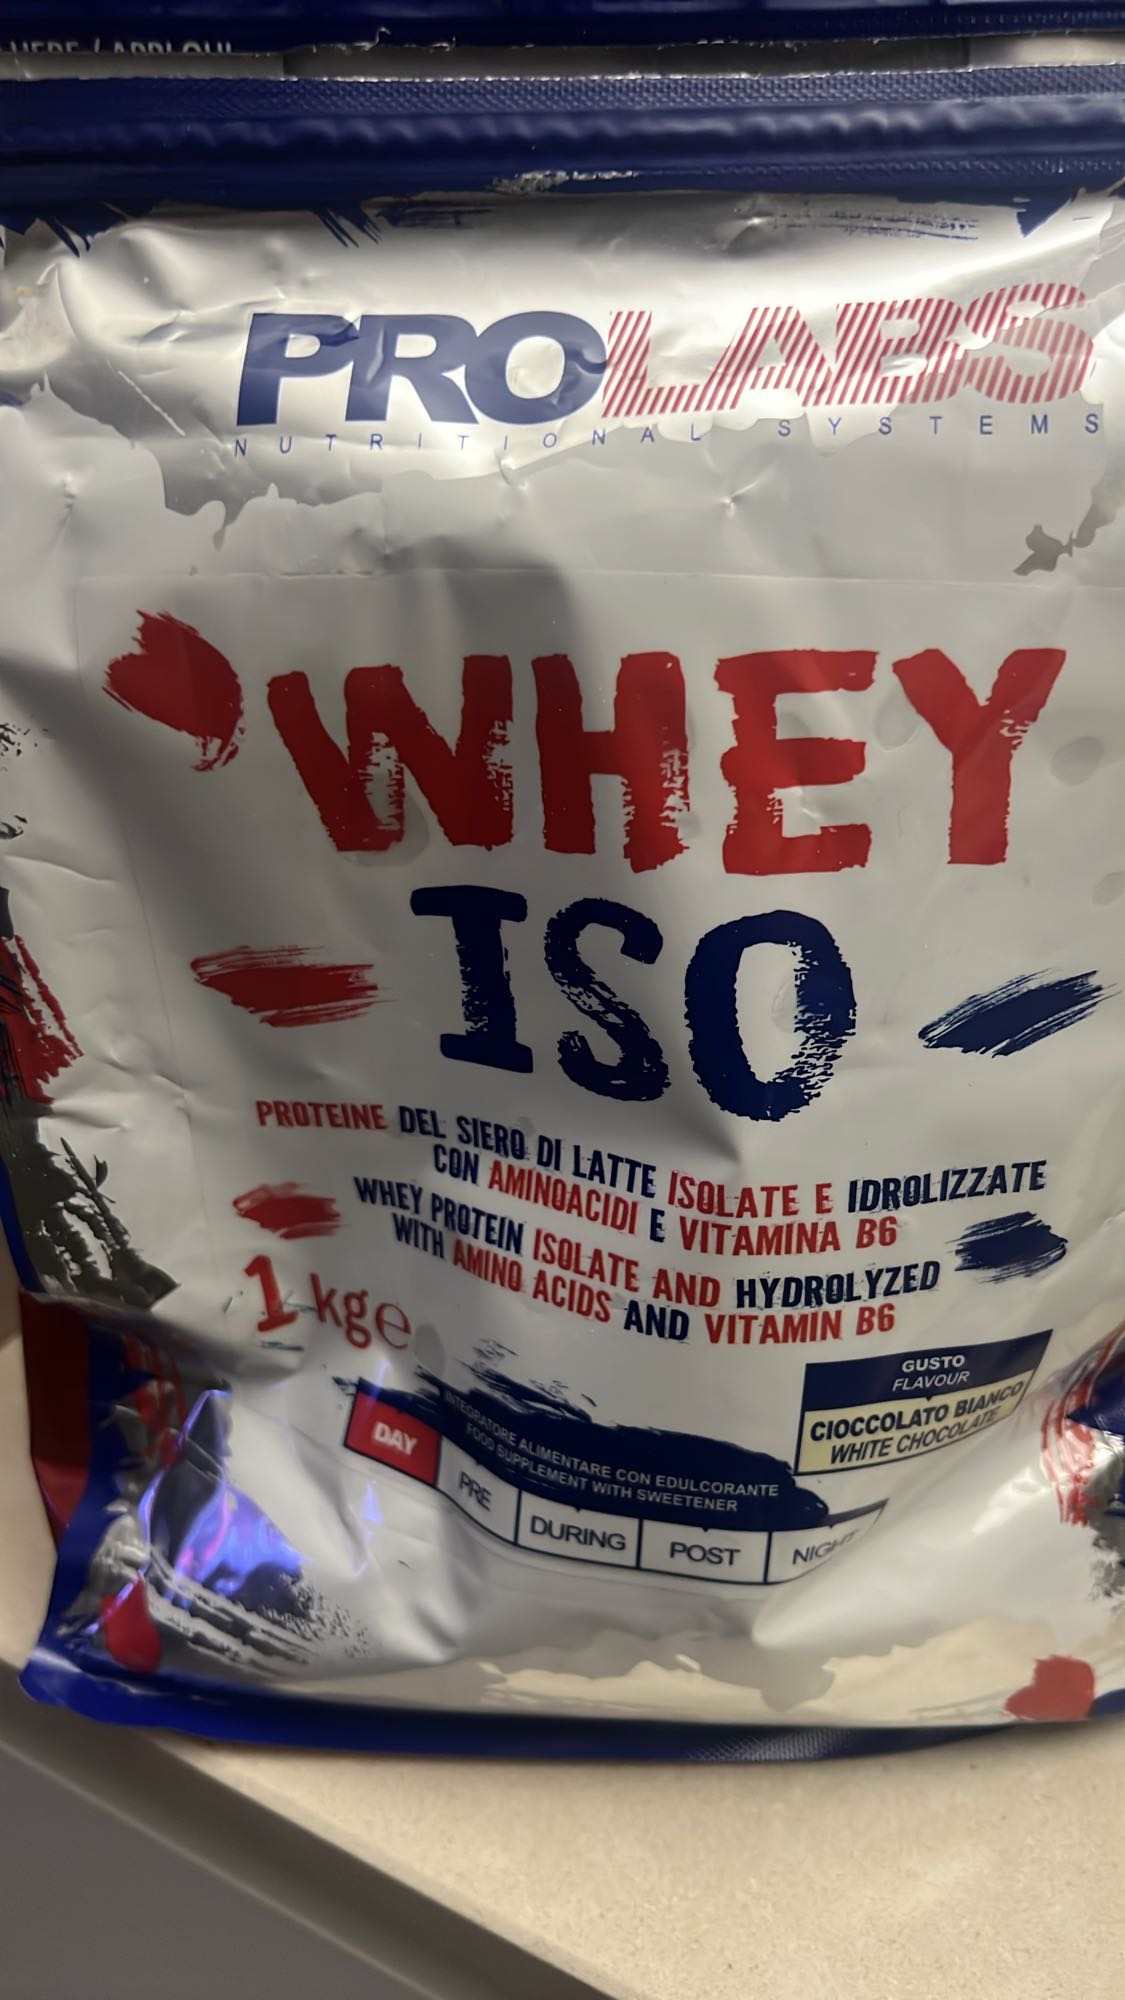 PROLABS
NUTRITIONAL SYSTEMS
WHEY
ISO
PROTEINE DEL SIERO DI LATTE ISOLATE E IDROLIZZATE
CON AMINOACIDI E VITAMINA B6
WHEY PROTEIN ISOLATE AND HYDROLYZED
WITH AMINO ACIDS AND VITAMIN B6
1 kg e
GUSTO
FLAVOUR
CIOCCOLATO BIANCO
WHITE CHOCOLATE
INTEGRATORE ALIMENTARE CON EDULCORANTE
FOOD SUPPLEMENT WITH SWEETENER
DAY
PRE
DURING
POST
NIGHT